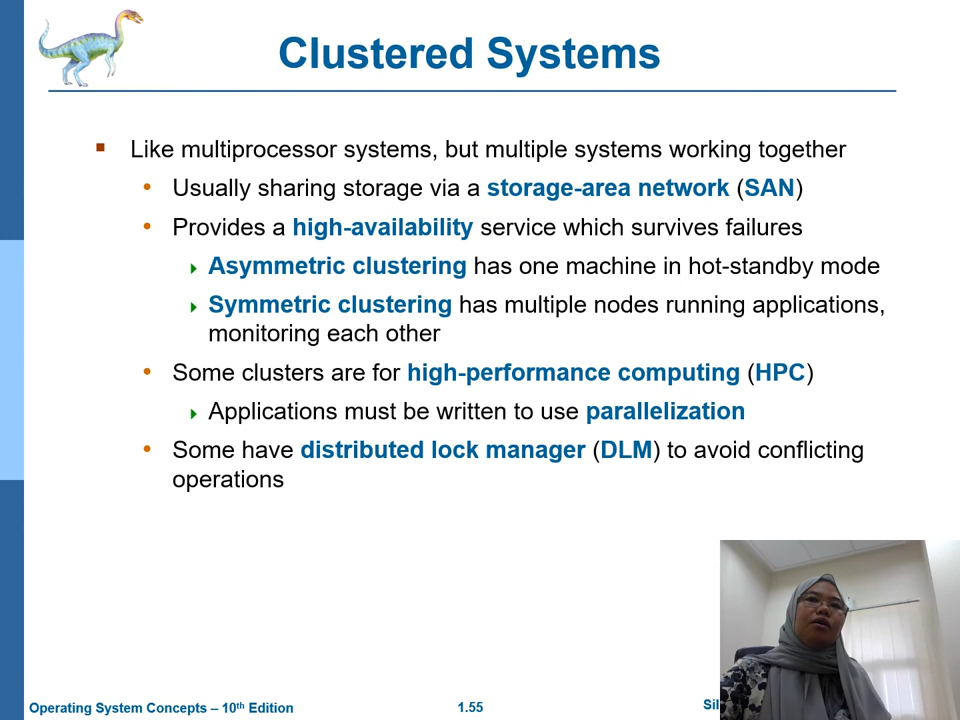 Clustered Systems
Like multiprocessor systems, but multiple systems working together
Usually sharing storage via a storage-area network (SAN)
Provides a high-availability service which survives failures
Asymmetric clustering has one machine in hot-standby mode
Symmetric clustering has multiple nodes running applications,
monitoring each other
Some clusters are for high-performance computing (HPC)
Applications must be written to use parallelization
Some have distributed lock manager (DLM) to avoid conflicting
operations
Operating System Concepts – 10th Edition
1.55